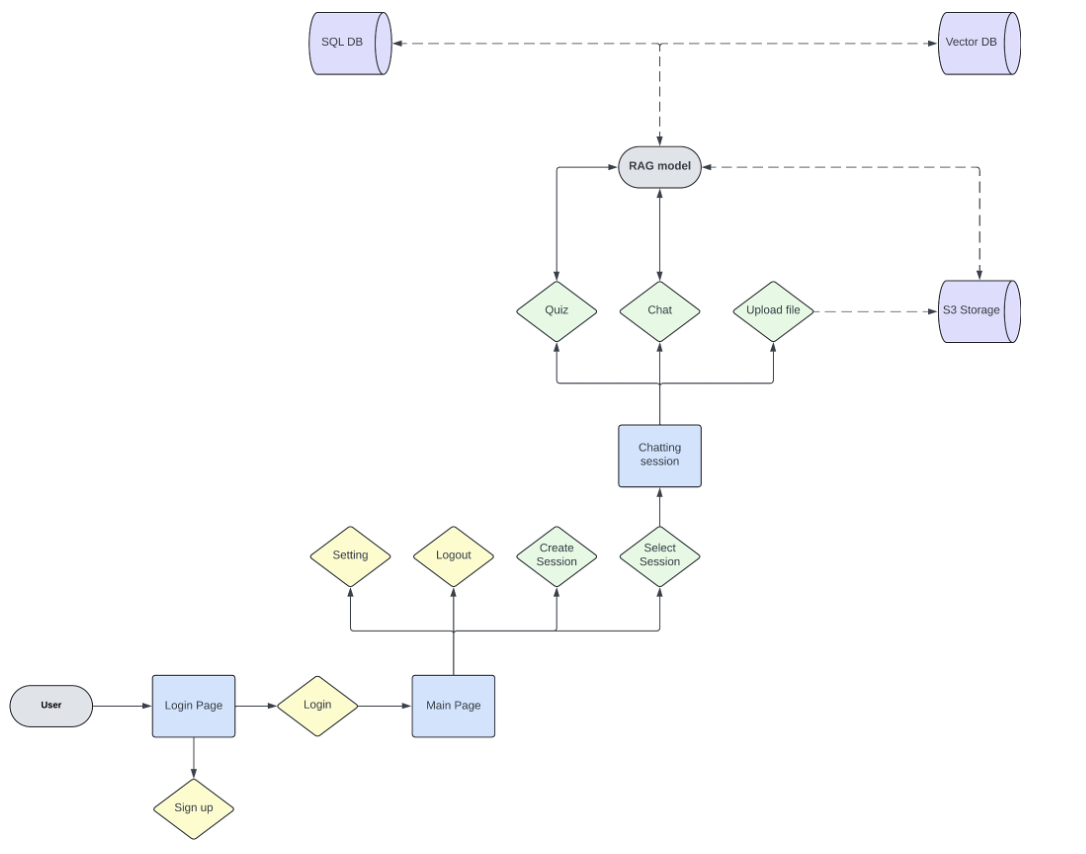 SQL DB
Vector DB
RAG model
Quiz
Chat
Upload file
S3 Storage
Chatting
session
Setting
Logout
Create
Session
Select
Session
User
Login Page
Login
Main Page
Sign up